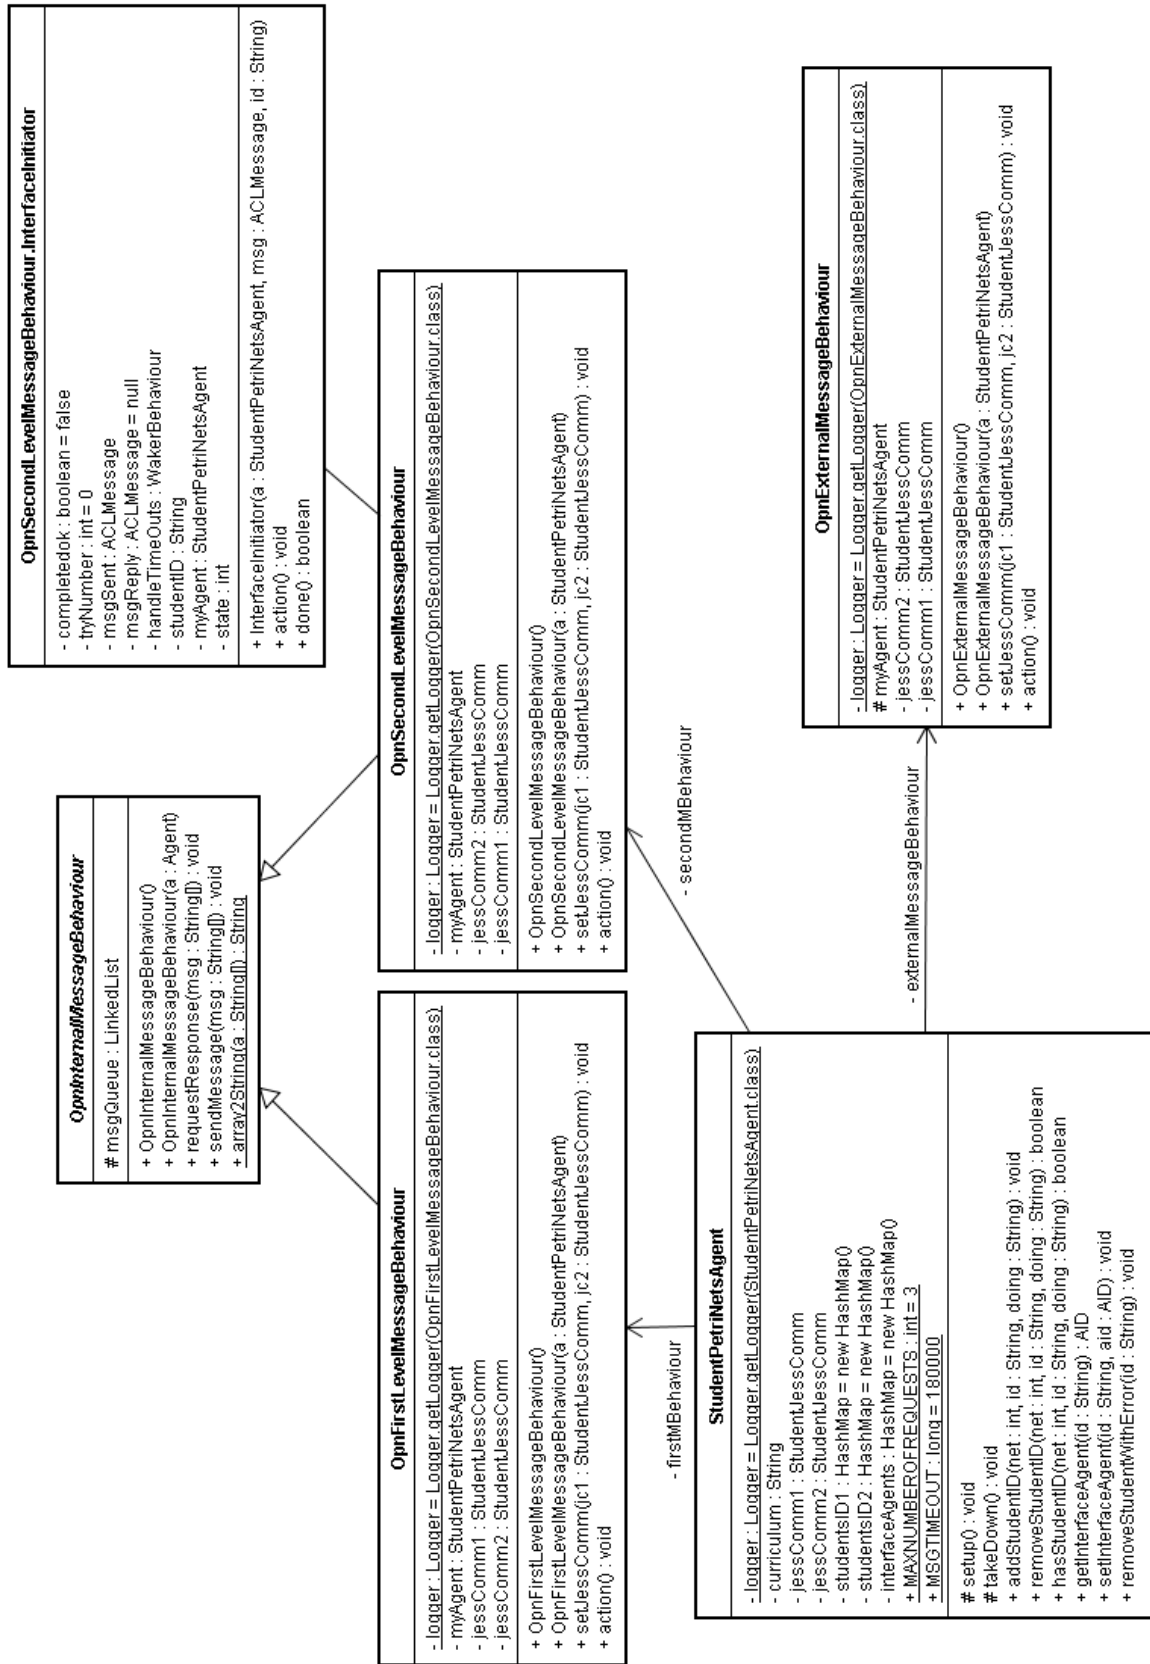 OpnSecondLevelMessageBehaviour.InterfaceInitiator
- completedok : boolean = false
- tryNumber : int = 0
- msgSent : ACLMessage
- msgReply : ACLMessage = null
- handleTimeOuts : WakerBehaviour
- studentID : String
- myAgent : StudentPetriNetsAgent
- state : int
+ InterfaceInitiator(a : StudentPetriNetsAgent, msg : ACLMessage, id : String)
+ action() : void
+ done() : boolean
OpnInternalMessageBehaviour
# msgQueue : LinkedList
+ OpnInternalMessageBehaviour()
+ OpnInternalMessageBehaviour(a : Agent)
+ requestResponse(msg : String[]) : void
+ sendMessage(msg : String[]) : void
+ array2String(a : String[]) : String
OpnFirstLevelMessageBehaviour
- logger : Logger = Logger.getLogger(OpnFirstLevelMessageBehaviour.class)
- myAgent : StudentPetriNetsAgent
- jessComm1 : StudentJessComm
- jessComm2 : StudentJessComm
+ OpnFirstLevelMessageBehaviour()
+ OpnFirstLevelMessageBehaviour(a : StudentPetriNetsAgent)
+ setJessComm(jc1 : StudentJessComm, jc2 : StudentJessComm) : void
+ action() : void
OpnSecondLevelMessageBehaviour
- logger : Logger = Logger.getLogger(OpnSecondLevelMessageBehaviour.class)
- myAgent : StudentPetriNetsAgent
- jessComm2 : StudentJessComm
- jessComm1 : StudentJessComm
+ OpnSecondLevelMessageBehaviour()
+ OpnSecondLevelMessageBehaviour(a : StudentPetriNetsAgent)
+ setJessComm(jc1 : StudentJessComm, jc2 : StudentJessComm) : void
+ action() : void
- firstMBehaviour
- secondMBehaviour
StudentPetriNetsAgent
- logger : Logger = Logger.getLogger(StudentPetriNetsAgent.class)
- curriculum : String
- jessComm1 : StudentJessComm
- jessComm2 : StudentJessComm
- studentsID1 : HashMap = new HashMap()
- studentsID2 : HashMap = new HashMap()
- interfaceAgents : HashMap = new HashMap()
+ MAXNUMBEROFREQUESTS : int = 3
+ MSGTIMEOUT : long = 180000
# setup() : void
# takeDown() : void
+ addStudentID(net : int, id : String, doing : String) : void
+ removeStudentID(net : int, id : String, doing : String) : boolean
+ hasStudentID(net : int, id : String, doing : String) : boolean
+ getInterfaceAgent(id : String) : AID
+ setInterfaceAgent(id : String, aid : AID) : void
+ removeStudentWithError(id : String) : void
- externalMessageBehaviour
OpnExternalMessageBehaviour
- logger : Logger = Logger.getLogger(OpnExternalMessageBehaviour.class)
# myAgent : StudentPetriNetsAgent
- jessComm2 : StudentJessComm
- jessComm1 : StudentJessComm
+ OpnExternalMessageBehaviour()
+ OpnExternalMessageBehaviour(a : StudentPetriNetsAgent)
+ setJessComm(jc1 : StudentJessComm, jc2 : StudentJessComm) : void
+ action() : void